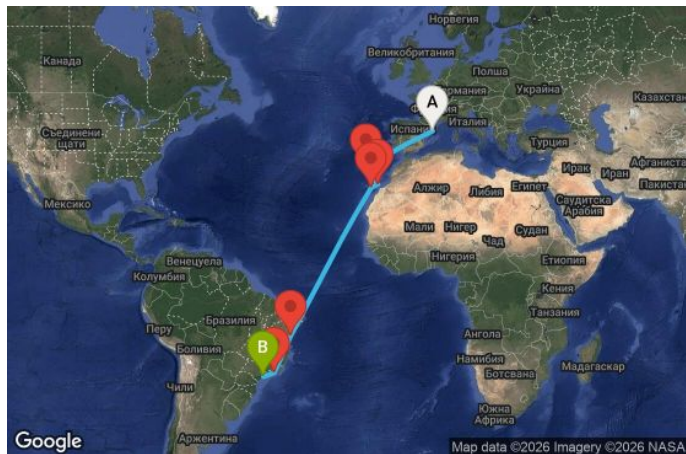 Норвегия
Канада
Великобритания
Полша
Украйна
Казахстан
A
Италия
Съединени
щати
Турция
Мексико
Алжир
Либия
Египет
Ирак
Иран
Афганистан
Пакистан
Саудитска
Арабия
Мали
Нигер
Чад
Судан
Нигерия
Етиопия
Венецуела
Колумбия
Кения
Танзания
Бразилия
Перу
Боливия
B
Ангола
Намибия
Ботсвана
Мадагаскар
Чили
Южна
Африка
Аржентина
Google
Map data ©2026 Imagery ©2026 NASA